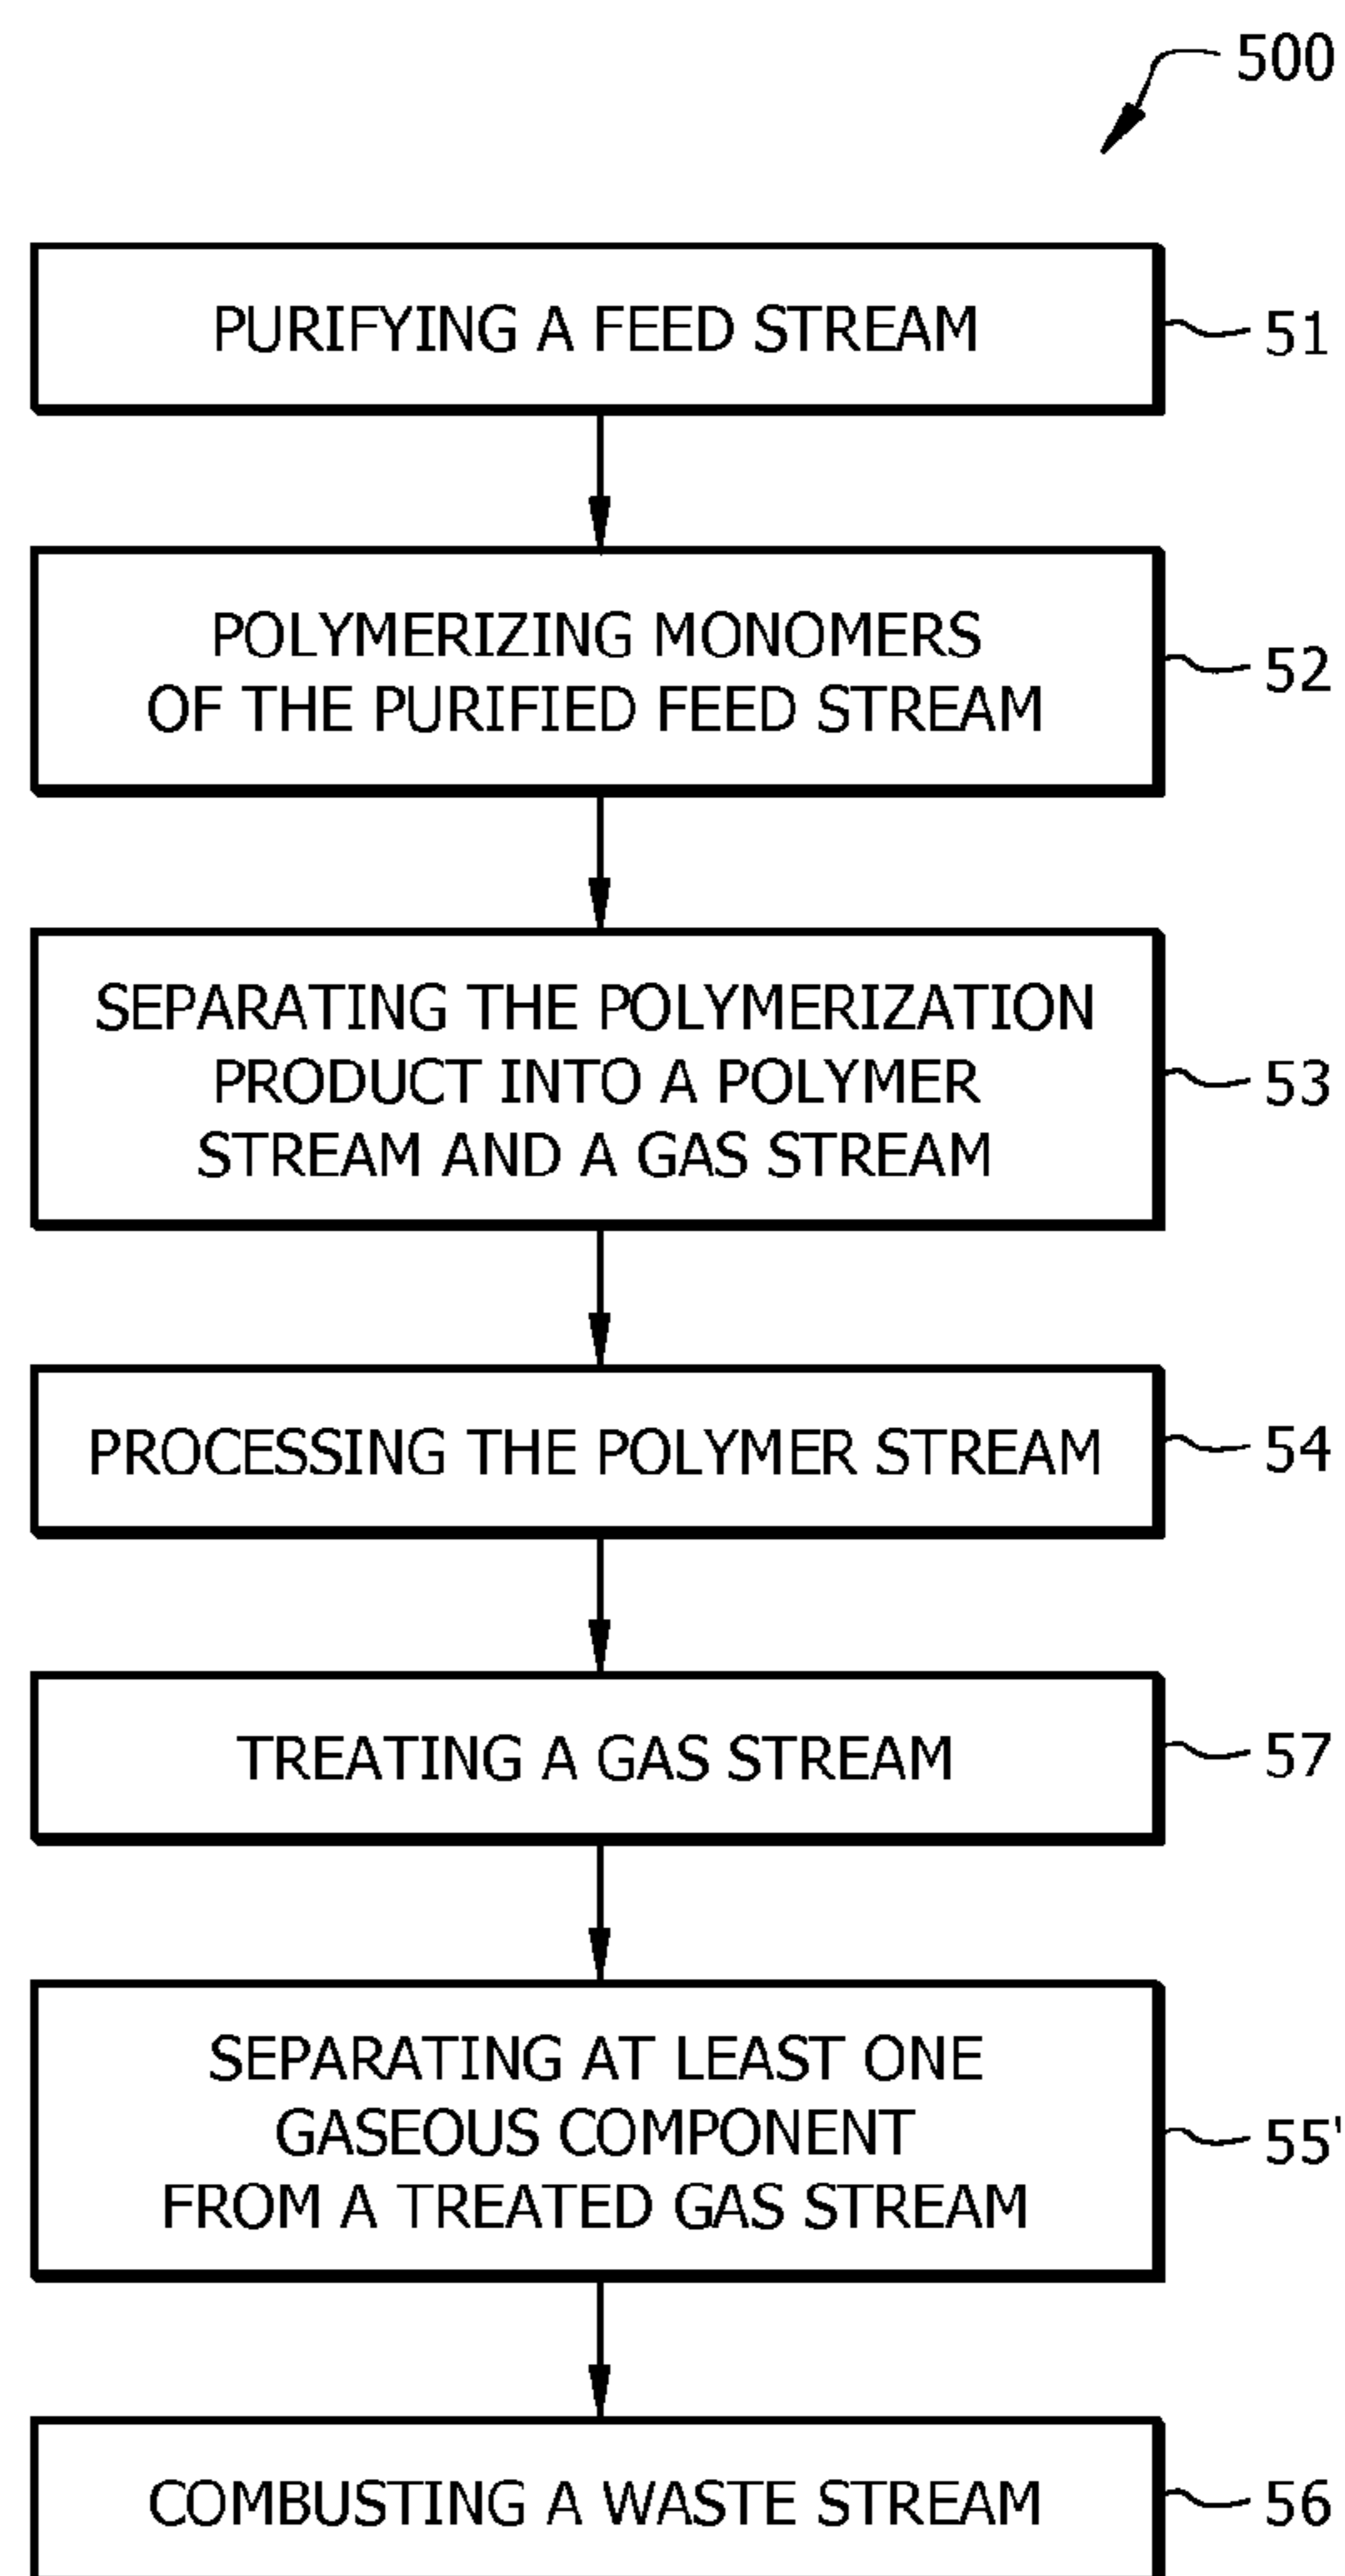 500
PURIFYING A FEED STREAM
51
POLYMERIZING MONOMERS
OF THE PURIFIED FEED STREAM
52
SEPARATING THE POLYMERIZATION
PRODUCT INTO A POLYMER
STREAM AND A GAS STREAM
53
PROCESSING THE POLYMER STREAM
54
TREATING A GAS STREAM
57
SEPARATING AT LEAST ONE
GASEOUS COMPONENT
FROM A TREATED GAS STREAM
55'
COMBUSTING A WASTE STREAM
56